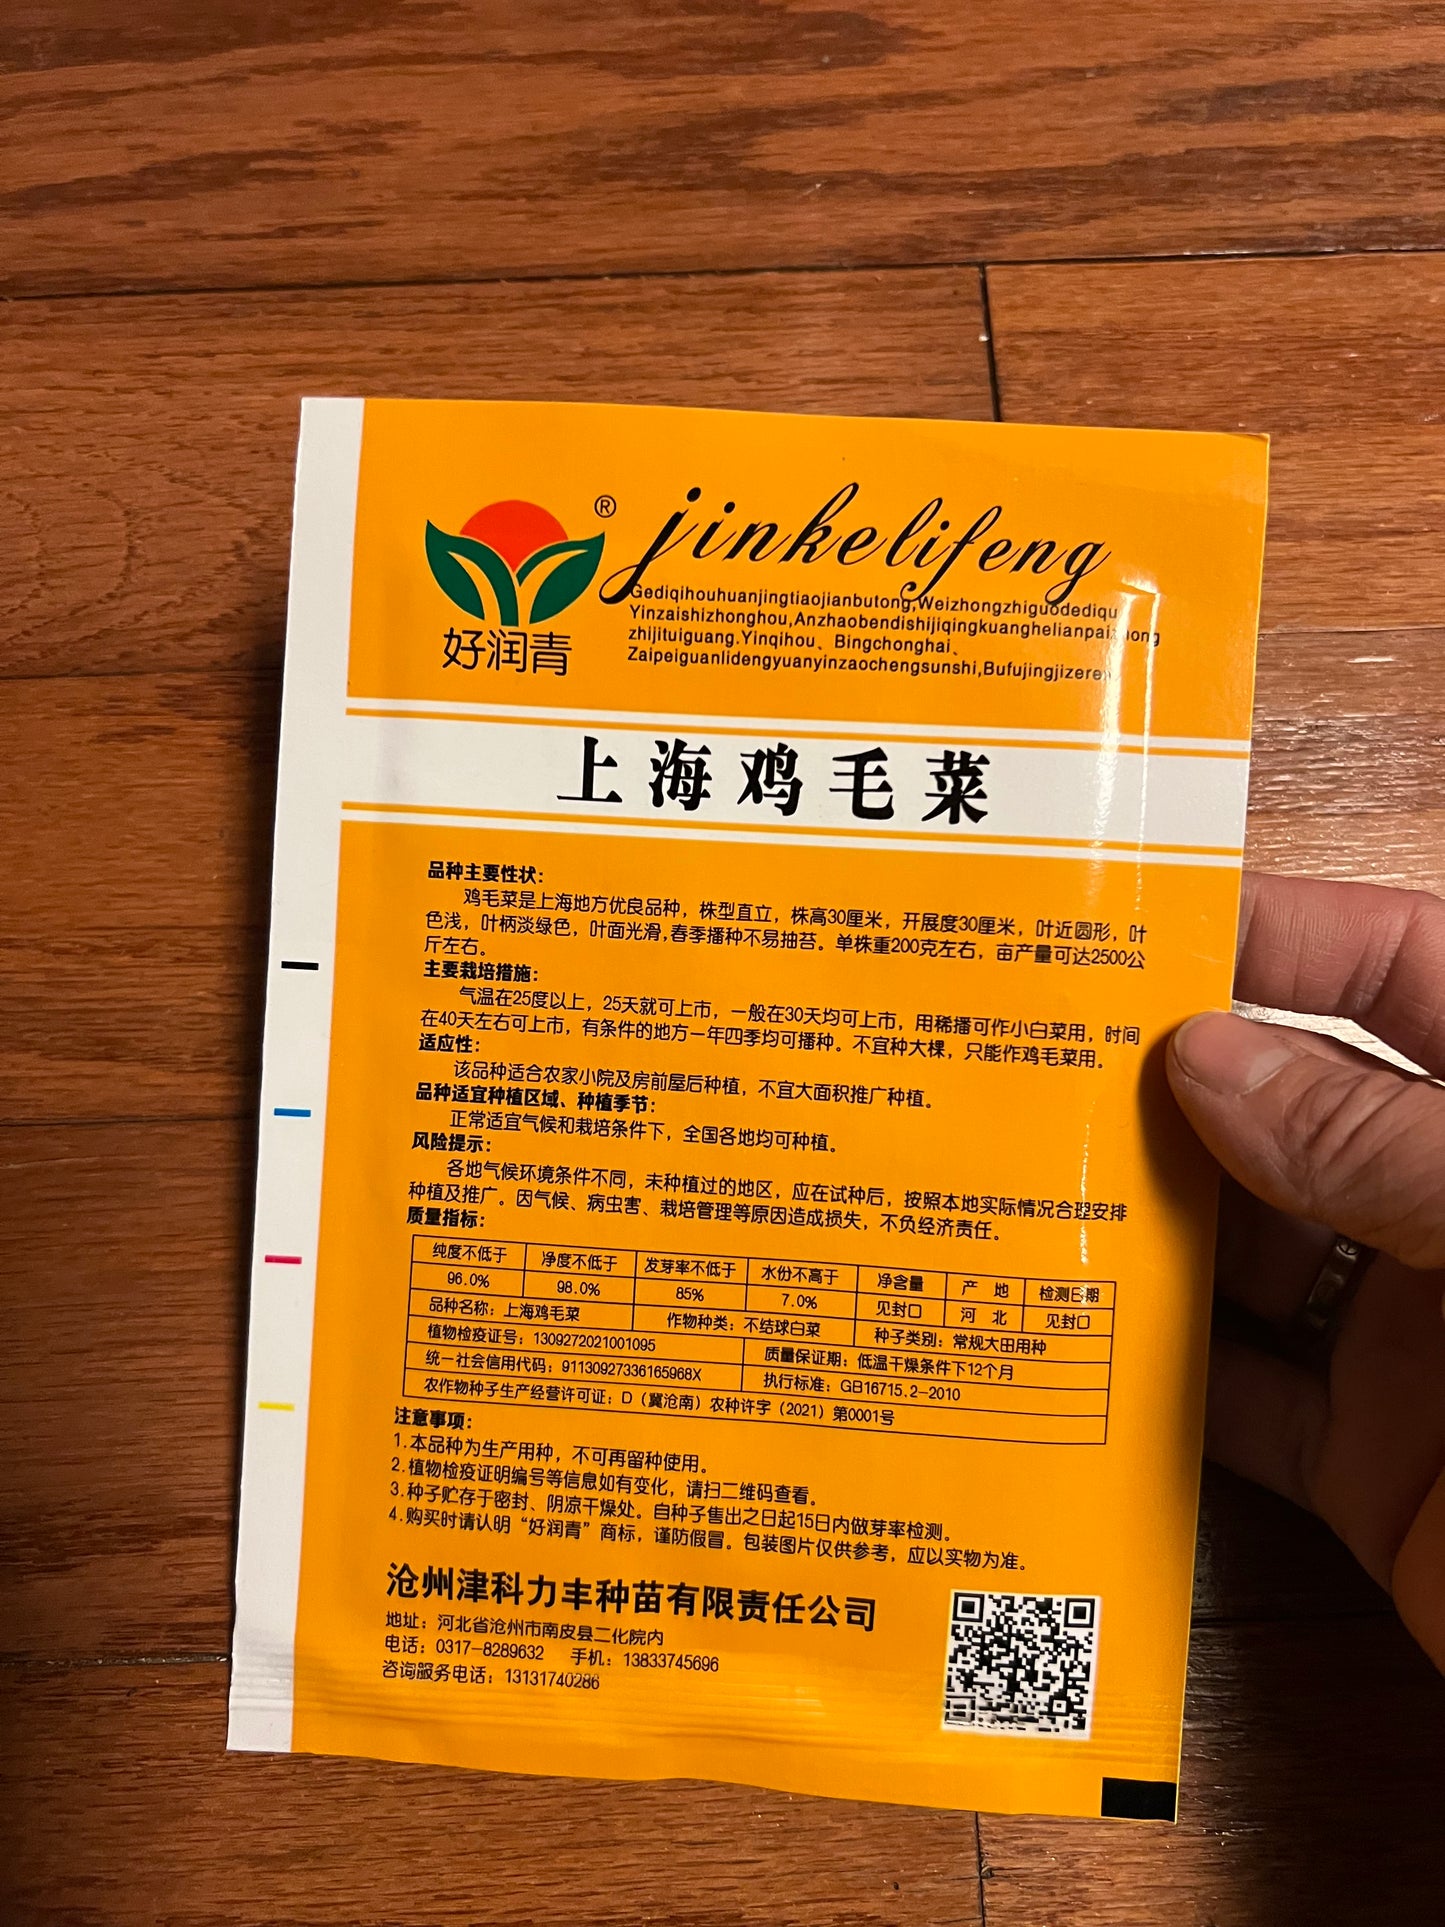 ®
jinkelifeng
好润青
Gediqihouhuanjingtiaojianbutong,Weizhongzhiguodediqu
Yinzaishizhonghou,Anzhaobendishijiqingkuanghelianpaizhong
zhijituiguang.Yinqihou、Bingchonghai、
Zaipeiguanlidengyuanyinzaochengsunshi,Bufujingjizeren
上海鸡毛菜
品种主要性状：
鸡毛菜是上海地方优良品种，株型直立，株高30厘米，开展度30厘米，叶近圆形，叶
色浅，叶柄淡绿色，叶面光滑,春季播种不易抽苔。单株重200克左右，亩产量可达2500公
斤左右。
主要栽培措施：
气温在25度以上，25天就可上市，一般在30天均可上市，用稀播可作小白菜用，时间
在40天左右可上市，有条件的地方一年四季均可播种。不宜种大棵，只能作鸡毛菜用。
适应性：
该品种适合农家小院及房前屋后种植，不宜大面积推广种植。
品种适宜种植区域、种植季节：
正常适宜气候和栽培条件下，全国各地均可种植。
风险提示：
各地气候环境条件不同，未种植过的地区，应在试种后，按照本地实际情况合理安排
种植及推广。因气候、病虫害、栽培管理等原因造成损失，不负经济责任。
质量指标：
纯度不低于 净度不低于 发芽率不低于 水份不高于 净含量 产 地 检测日期
96.0% 98.0% 85% 7.0% 见封口 河 北 见封口
品种名称：上海鸡毛菜 作物种类：不结球白菜 种子类别：常规大田用种
植物检疫证号：1309272021001095 质量保证期：低温干燥条件下12个月
统一社会信用代码：91130927336165968X 执行标准：GB16715.2-2010
农作物种子生产经营许可证：D（冀沧南）农种许字（2021）第0001号
注意事项：
1.本品种为生产用种，不可再留种使用。
2.植物检疫证明编号等信息如有变化，请扫二维码查看。
3.种子贮存于密封、阴凉干燥处。自种子售出之日起15日内做芽率检测。
4.购买时请认明“好润青”商标，谨防假冒。包装图片仅供参考，应以实物为准。
沧州津科力丰种苗有限责任公司
地址：河北省沧州市南皮县二化院内
电话：0317-8289632 手机：13833745696
咨询服务电话：13131740286